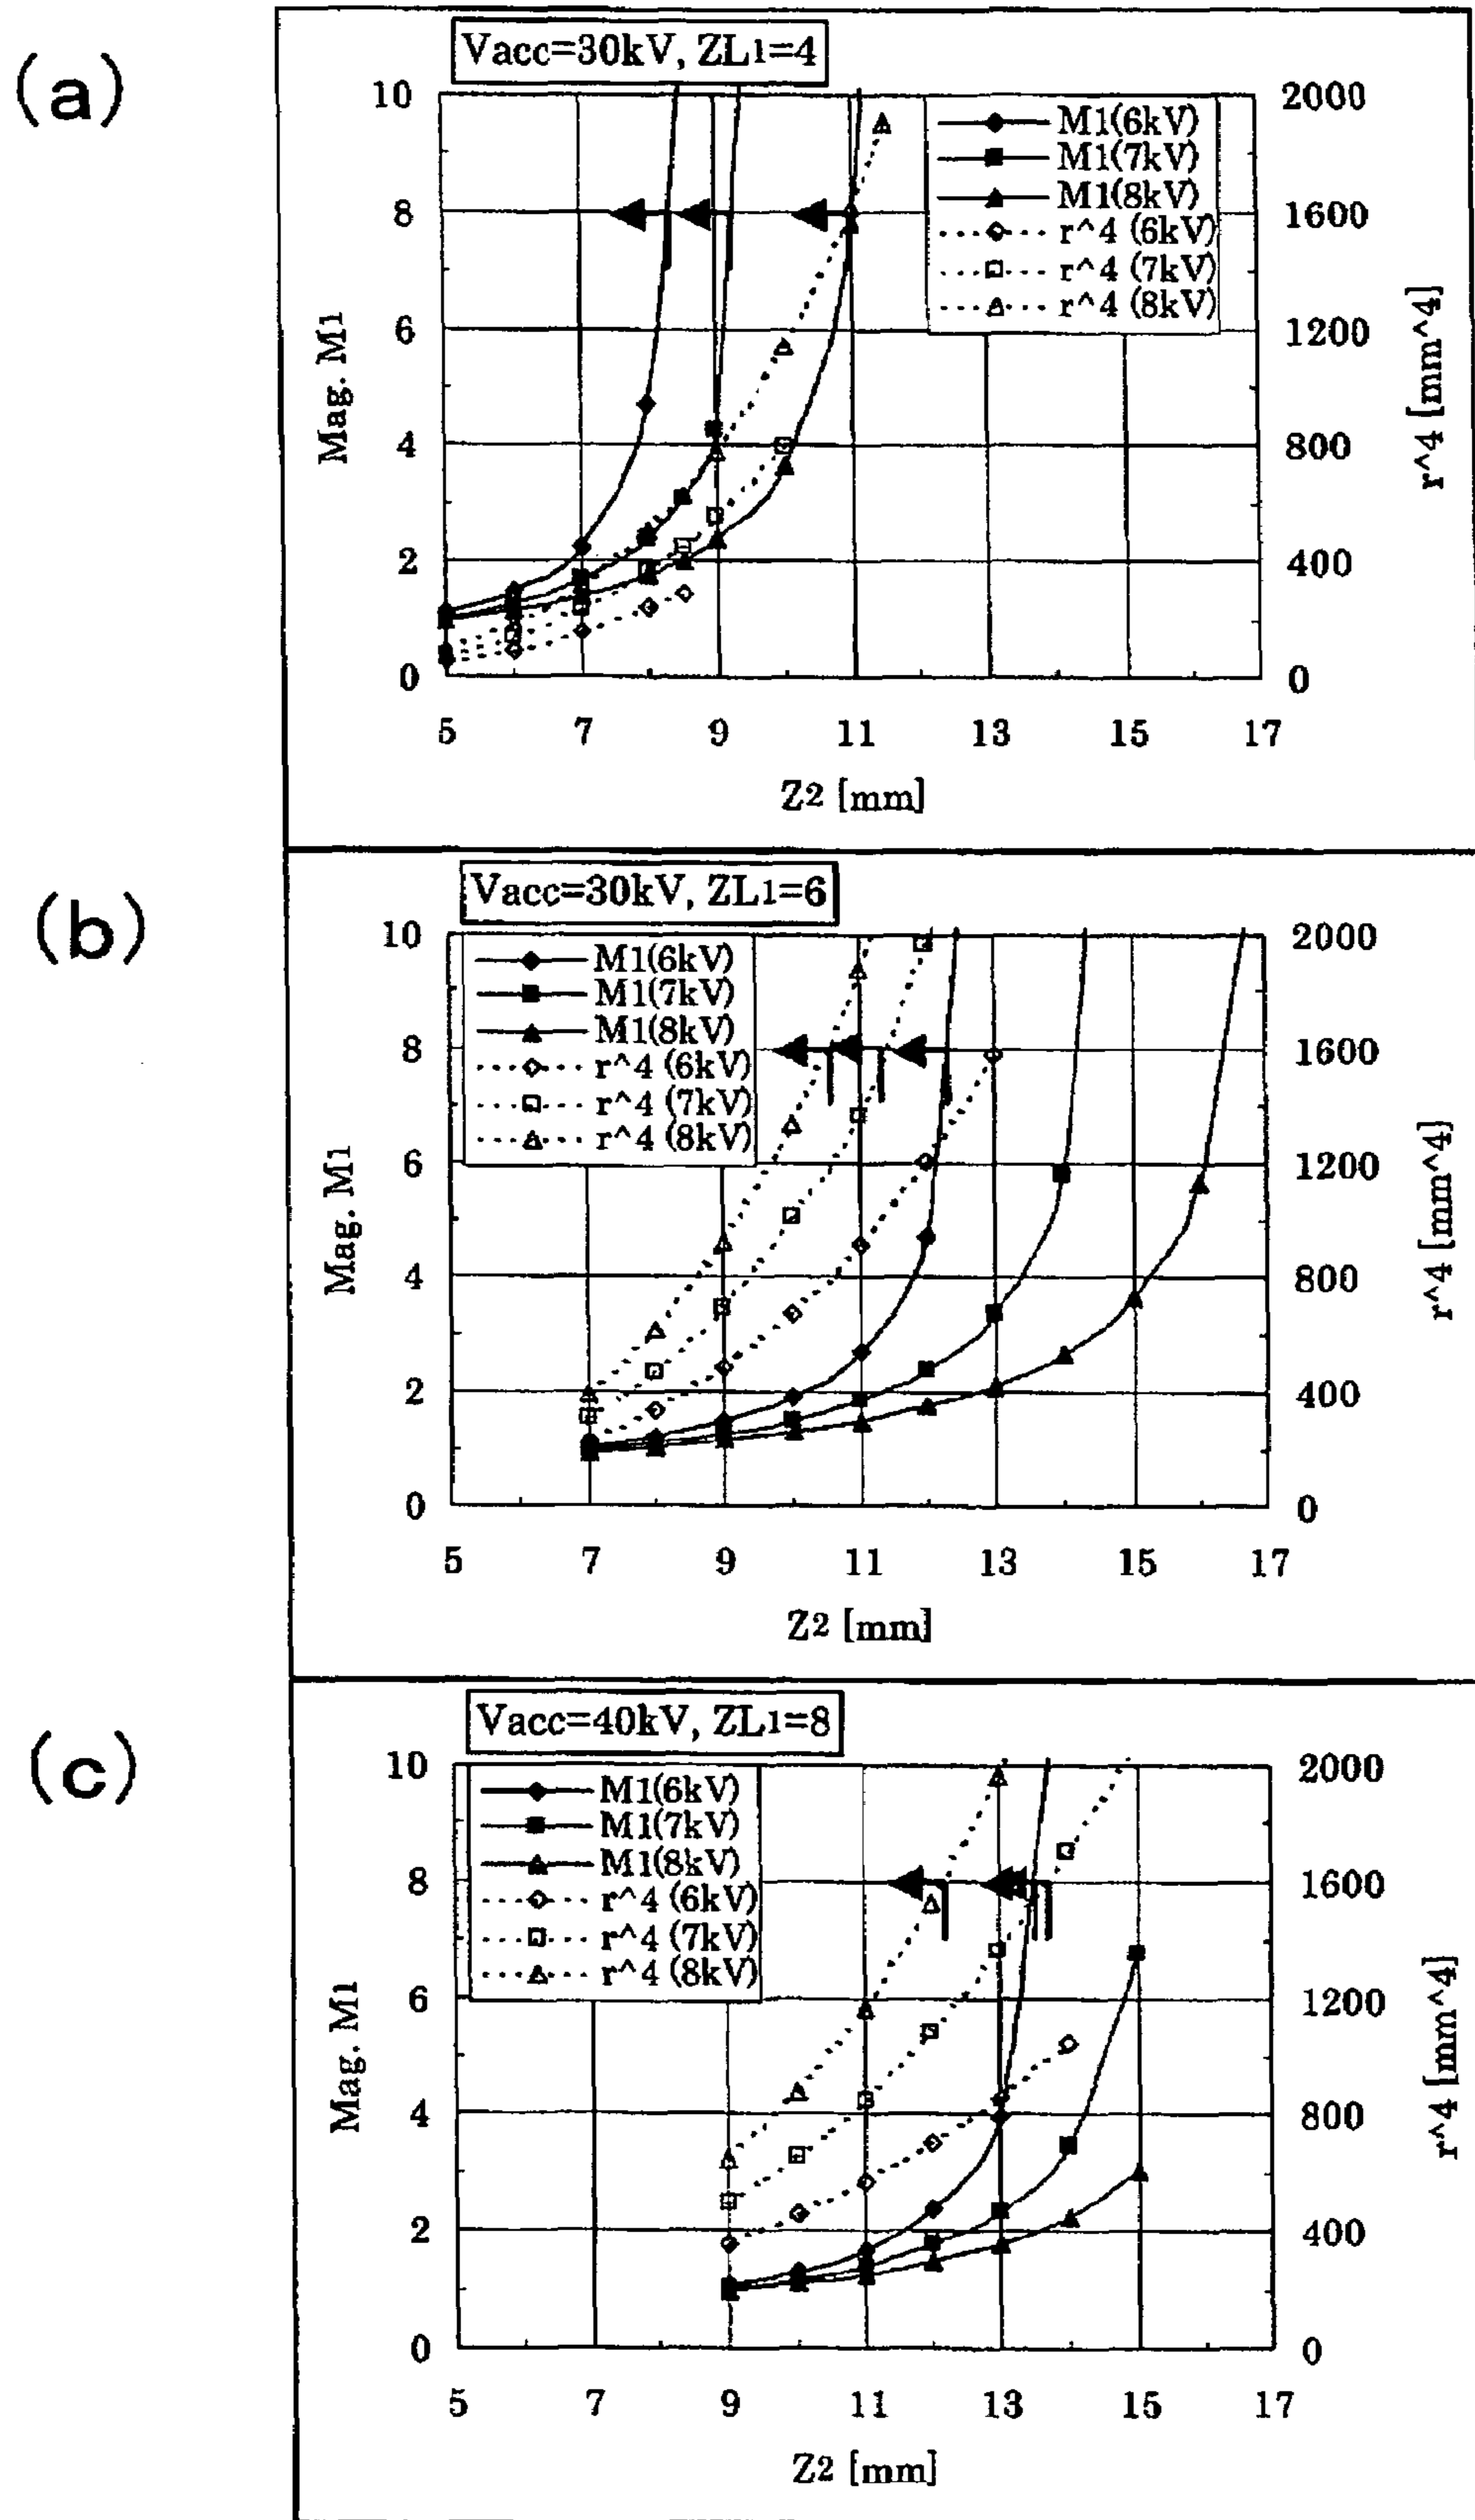 (a)
Vacc=30kV, ZL1=4
10
8
6
4
2
0
Mag. M1
M1(6kV)
M1(7kV)
M1(8kV)
r^4 (6kV)
r^4 (7kV)
r^4 (8kV)
2000
1600
1200
800
400
0
r^4 [mm^4]
5 7 9 11 13 15 17
Z2 [mm]
(b)
Vacc=30kV, ZL1=6
10
8
6
4
2
0
Mag. M1
M1(6kV)
M1(7kV)
M1(8kV)
r^4 (6kV)
r^4 (7kV)
r^4 (8kV)
2000
1600
1200
800
400
0
r^4 [mm^4]
5 7 9 11 13 15 17
Z2 [mm]
(c)
Vacc=40kV, ZL1=8
10
8
6
4
2
0
Mag. M1
M1(6kV)
M1(7kV)
M1(8kV)
r^4 (6kV)
r^4 (7kV)
r^4 (8kV)
2000
1600
1200
800
400
0
r^4 [mm^4]
5 7 9 11 13 15 17
Z2 [mm]